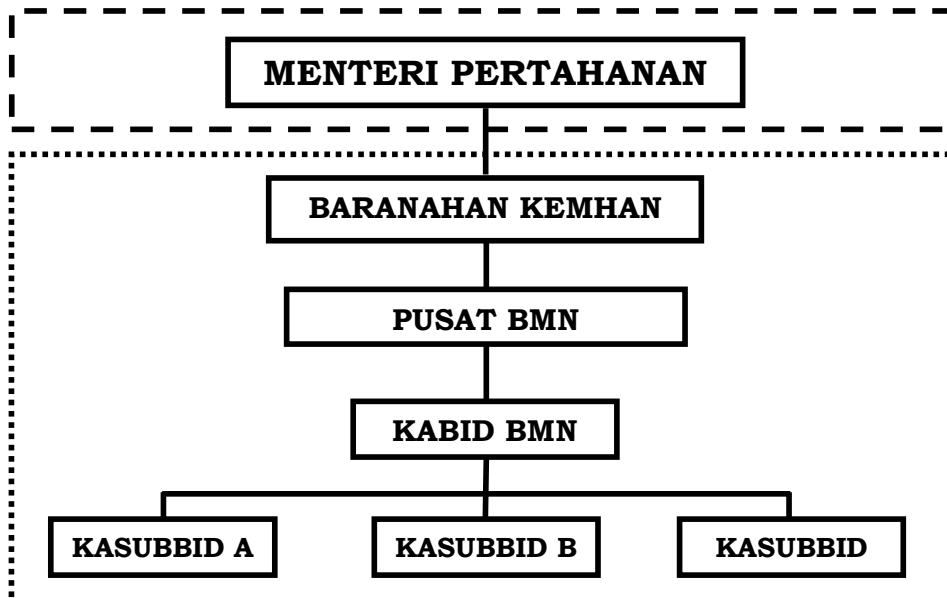 MENTERI PERTAHANAN
BARANAHAN KEMHAN
PUSAT BMN
KABID BMN
KASUBBID A
KASUBBID B
KASUBBID